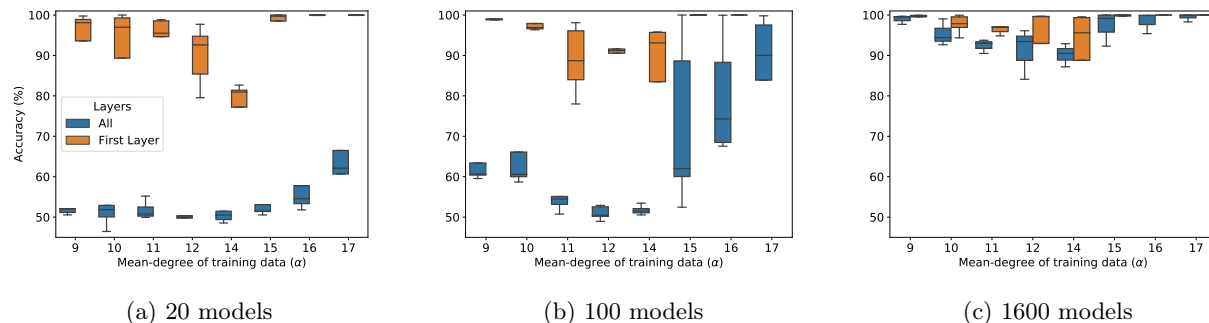 100
90
80
70
60
50
Accuracy (%)
Layers
All
First Layer
9 10 11 12 14 15 16 17
Mean-degree of training data (α)
(a) 20 models
100
90
80
70
60
50
9 10 11 12 14 15 16 17
Mean-degree of training data (α)
(b) 100 models
100
90
80
70
60
50
9 10 11 12 14 15 16 17
Mean-degree of training data (α)
(c) 1600 models